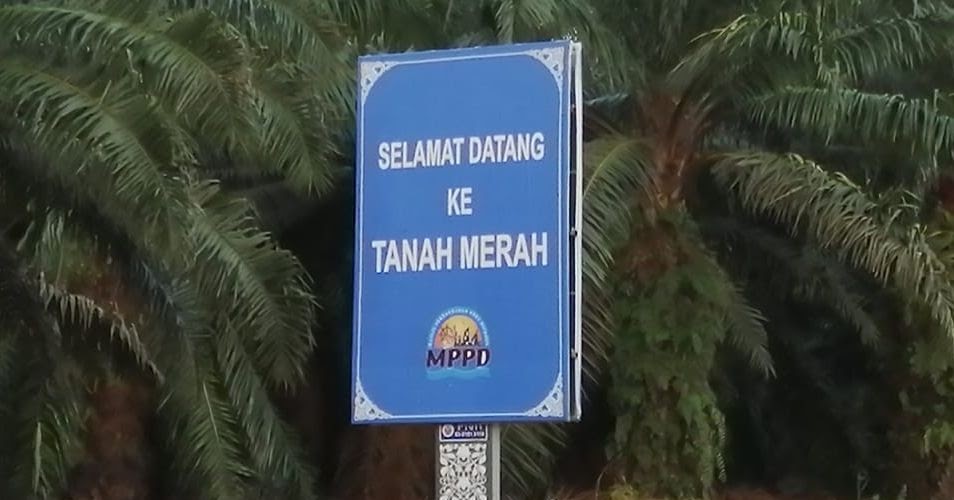 SELAMAT DATANG
KE
TANAH MERAH
MPPD